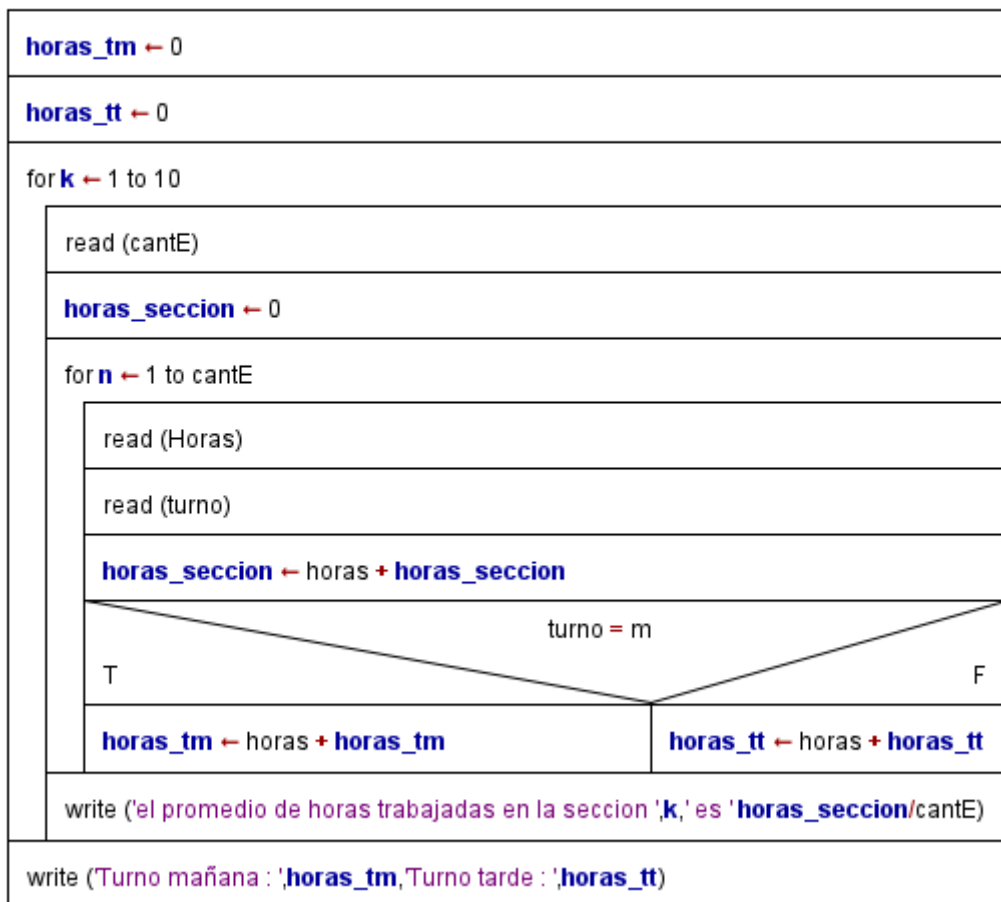 horas_tm ← 0
horas_tt ← 0
for k ← 1 to 10
read (cantE)
horas_seccion ← 0
for n ← 1 to cantE
read (Horas)
read (turno)
horas_seccion ← horas + horas_seccion
turno = m
T F
horas_tm ← horas + horas_tm horas_tt ← horas + horas_tt
write ('el promedio de horas trabajadas en la seccion ',k,' es ' horas_seccion/cantE)
write ('Turno mañana : ',horas_tm,'Turno tarde : ',horas_tt)